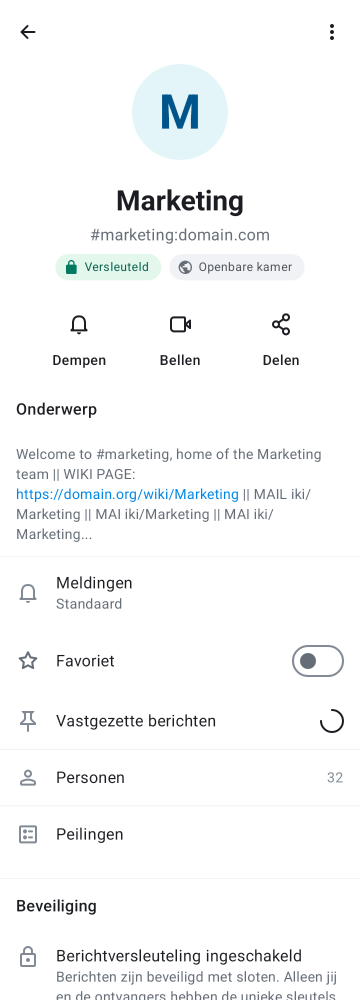 M
Marketing
#marketing:domain.com
Versleuteld
Openbare kamer
Dempen
Bellen
Delen
Onderwerp
Welcome to #marketing, home of the Marketing
team || WIKI PAGE:
https://domain.org/wiki/Marketing || MAIL iki/
Marketing || MAI iki/Marketing || MAI iki/
Marketing...
Meldingen
Standaard
Favoriet
Vastgezette berichten
Personen
32
Peilingen
Beveiliging
Berichtversleuteling ingeschakeld
Berichten zijn beveiligd met sloten. Alleen jij
en de ontvangers hebben de unieke sleutels